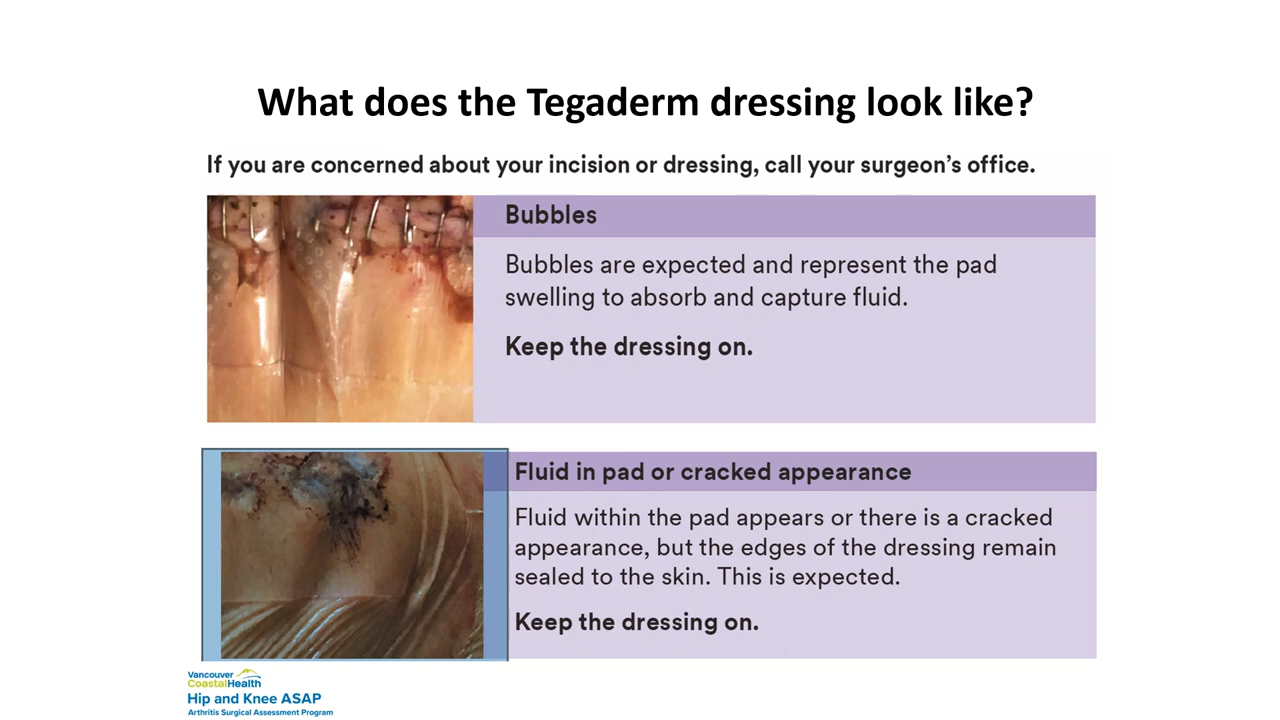 What does the Tegaderm dressing look like?
If you are concerned about your incision or dressing, call your surgeon's office.
Bubbles
Bubbles are expected and represent the pad
swelling to absorb and capture fluid.
Keep the dressing on.
Fluid in pad or cracked appearance
Fluid within the pad appears or there is a cracked
appearance, but the edges of the dressing remain
sealed to the skin. This is expected.
Keep the dressing on.
Vancouver
CoastalHealth
Hip and Knee ASAP
Arthritis Surgical Assessment Program